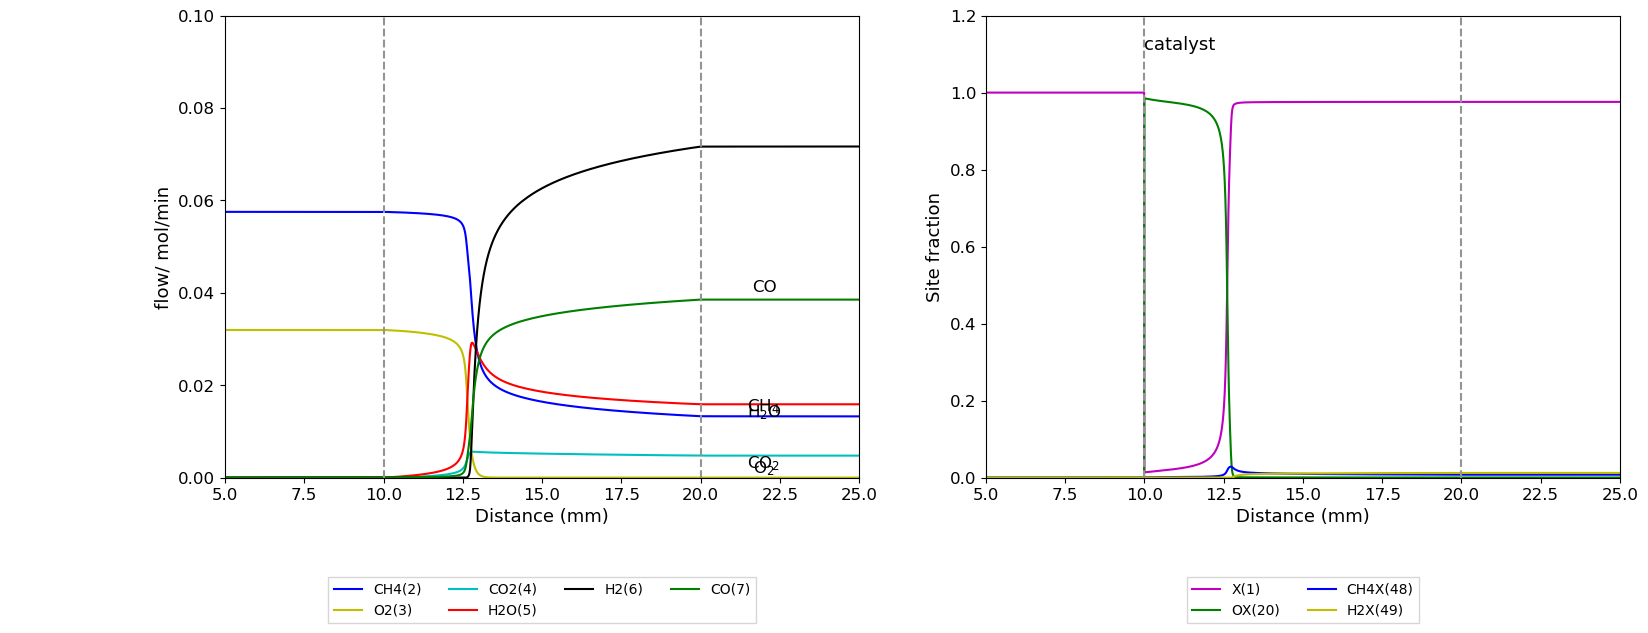 0.10
0.08
0.06
0.04
0.02
0.00
flow/ mol/min
CO
CH4
H2O
CO2
O2
5.0 7.5 10.0 12.5 15.0 17.5 20.0 22.5 25.0
Distance (mm)
CH4(2) CO2(4) H2(6) CO(7)
O2(3) H2O(5)
1.2
1.0
0.8
0.6
0.4
0.2
0.0
Site fraction
catalyst
5.0 7.5 10.0 12.5 15.0 17.5 20.0 22.5 25.0
Distance (mm)
X(1) CH4X(48)
OX(20) H2X(49)